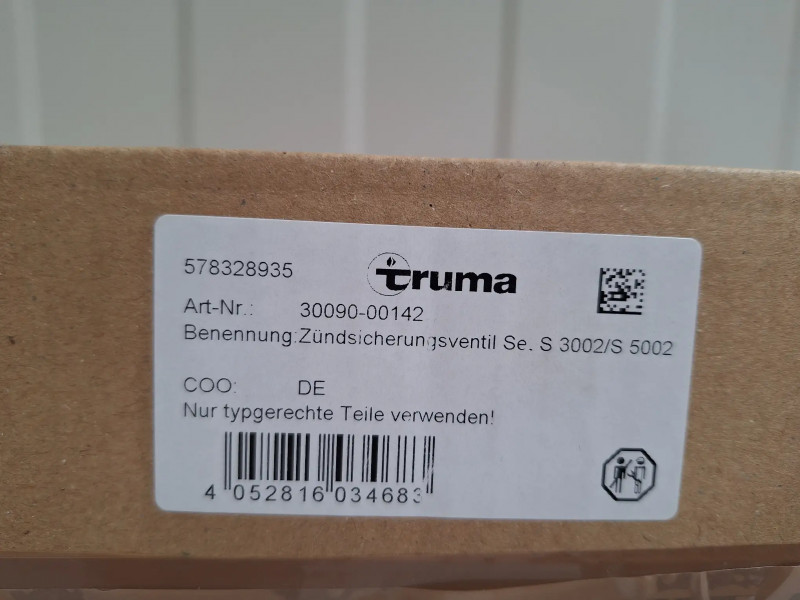 578328935
truma
Art-Nr.: 30090-00142
Benennung:Zündsicherungsventil Se. S 3002/S 5002
COO: DE
Nur typgerechte Teile verwenden!
4 052816 034683